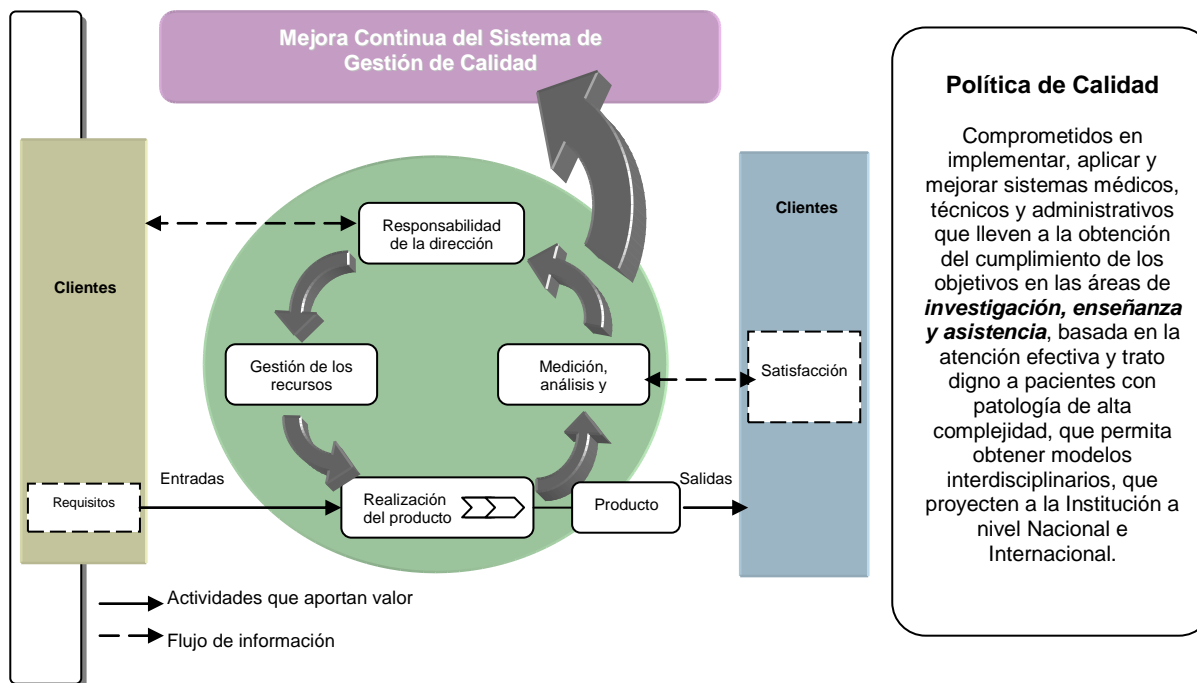 Mejora Continua del Sistema de
Gestión de Calidad
Clientes
Requisitos
Entradas
Responsabilidad
de la dirección
Gestión de los
recursos
Medición,
análisis y
Realización
del producto
Producto
Salidas
Clientes
Satisfacción
Actividades que aportan valor
Flujo de información
Política de Calidad
Comprometidos en
implementar, aplicar y
mejorar sistemas médicos,
técnicos y administrativos
que lleven a la obtención
del cumplimiento de los
objetivos en las áreas de
investigación, enseñanza
y asistencia, basada en la
atención efectiva y trato
digno a pacientes con
patología de alta
complejidad, que permita
obtener modelos
interdisciplinarios, que
proyecten a la Institución a
nivel Nacional e
Internacional.